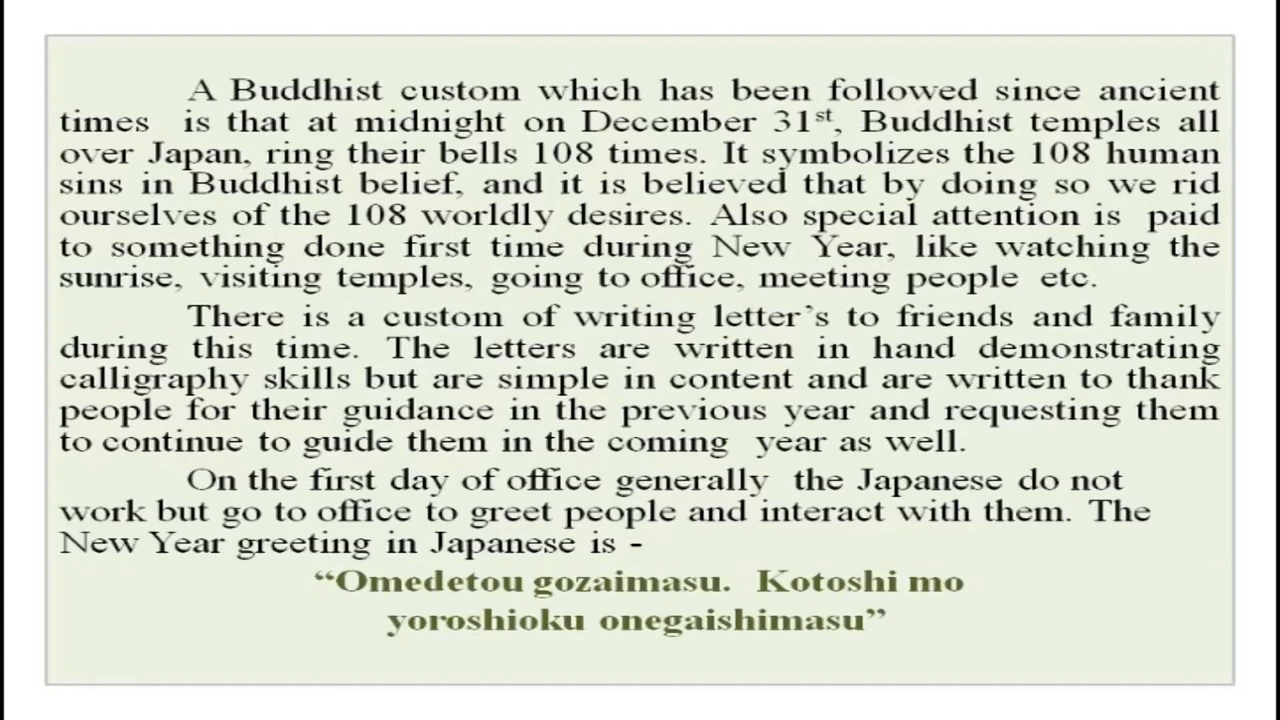 A Buddhist custom which has been followed since ancient
times is that at midnight on December 31st, Buddhist temples all
over Japan, ring their bells 108 times. It symbolizes the 108 human
sins in Buddhist belief, and it is believed that by doing so we rid
ourselves of the 108 worldly desires. Also special attention is paid
to something done first time during New Year, like watching the
sunrise, visiting temples, going to office, meeting people etc.
There is a custom of writing letter’s to friends and family
during this time. The letters are written in hand demonstrating
calligraphy skills but are simple in content and are written to thank
people for their guidance in the previous year and requesting them
to continue to guide them in the coming year as well.
On the first day of office generally the Japanese do not
work but go to office to greet people and interact with them. The
New Year greeting in Japanese is -
“Omedetou gozaimasu. Kotoshi mo
yoroshioku onegaishimasu”